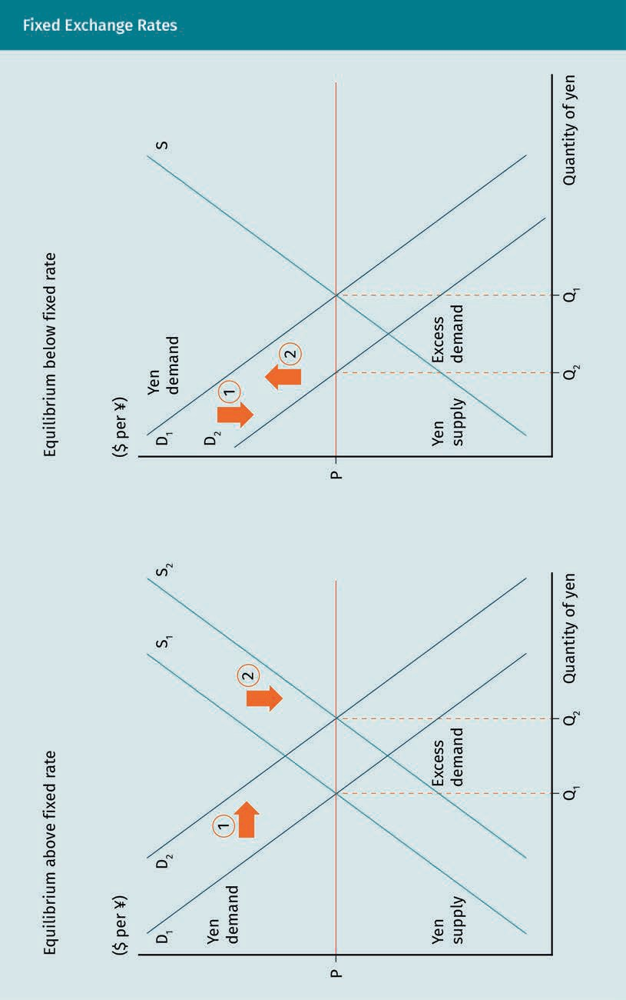 Fixed Exchange Rates
Equilibrium above fixed rate
($ per ¥)
D1
D2
S1
S2
Yen
demand
1
2
P
Yen
supply
Excess
demand
Q1
Q2
Quantity of yen
Equilibrium below fixed rate
($ per ¥)
D1
Yen
demand
S
D2
1
2
P
Yen
supply
Excess
demand
Q2
Q1
Quantity of yen